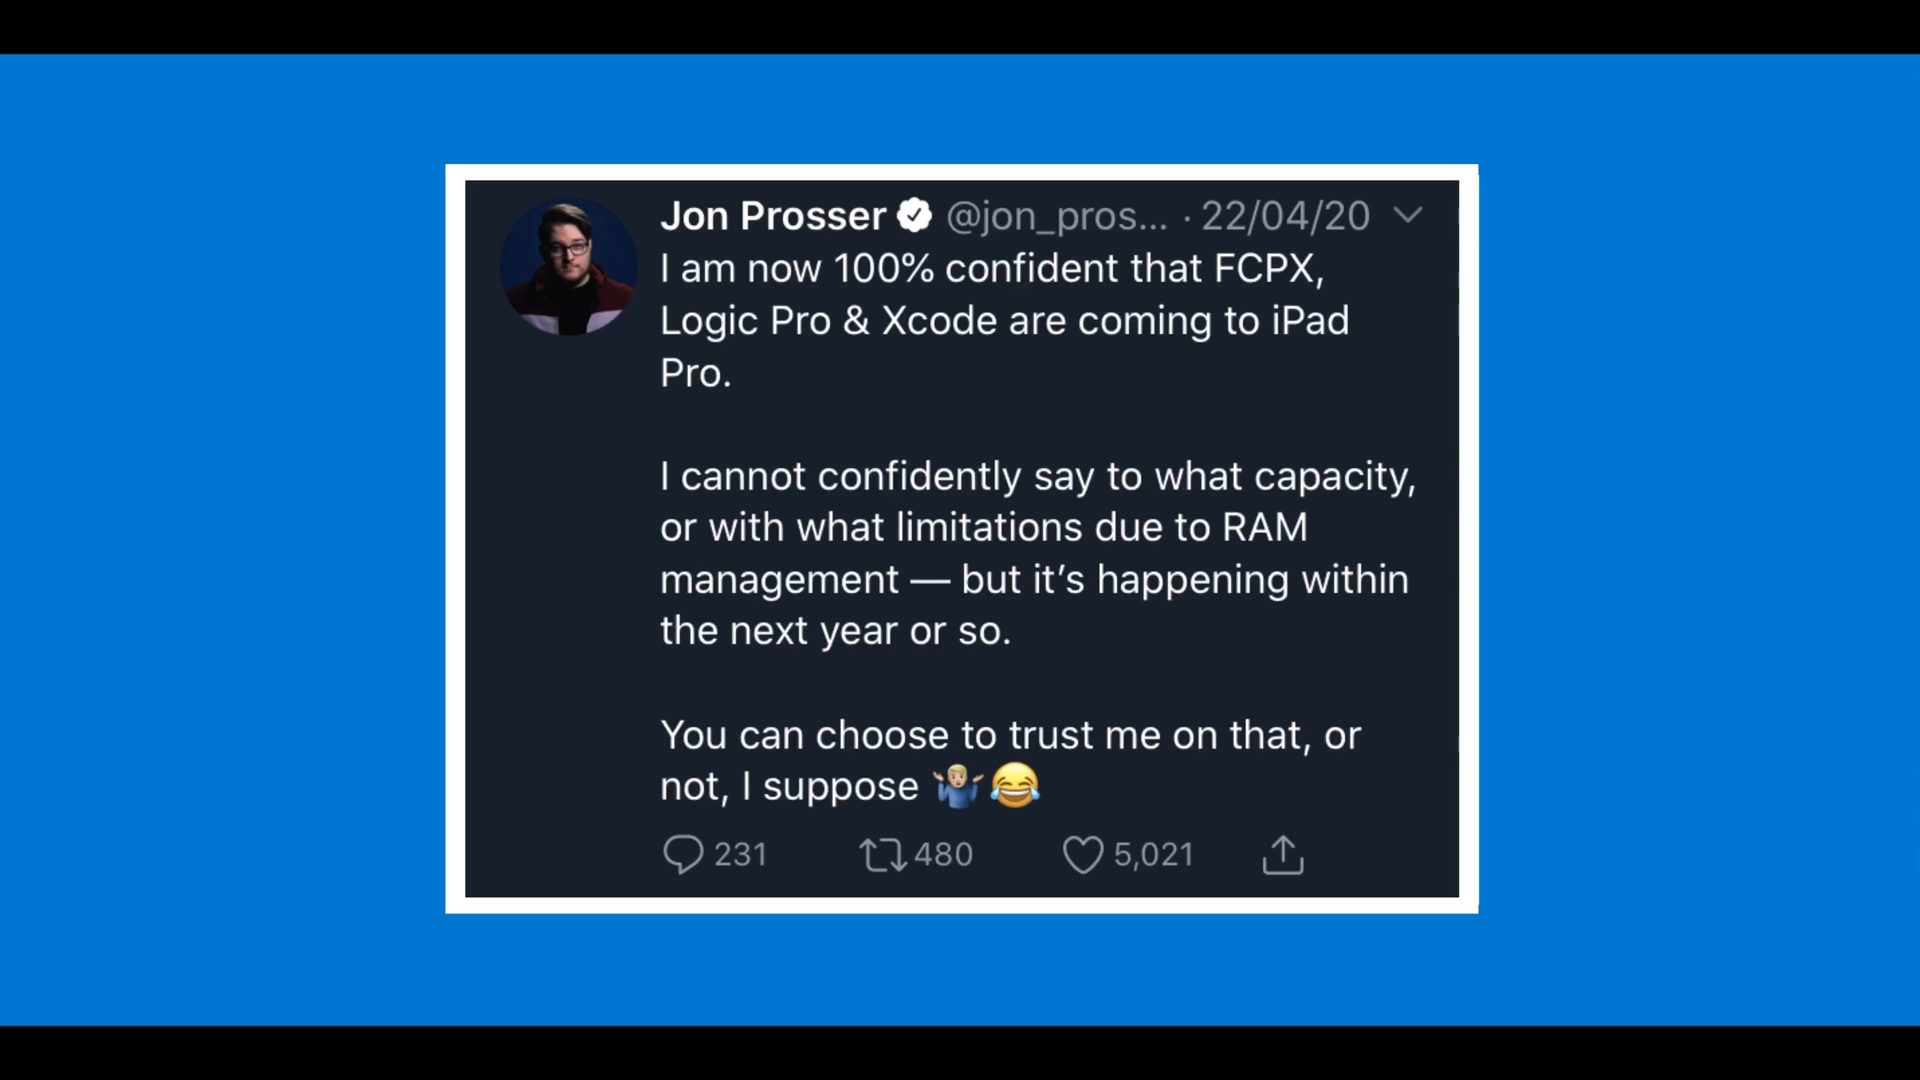 Jon Prosser @jon_pros... · 22/04/20
I am now 100% confident that FCPX,
Logic Pro & Xcode are coming to iPad
Pro.
I cannot confidently say to what capacity,
or with what limitations due to RAM
management — but it’s happening within
the next year or so.
You can choose to trust me on that, or
not, I suppose 🤷🏼‍♂️😂
231 480 5,021